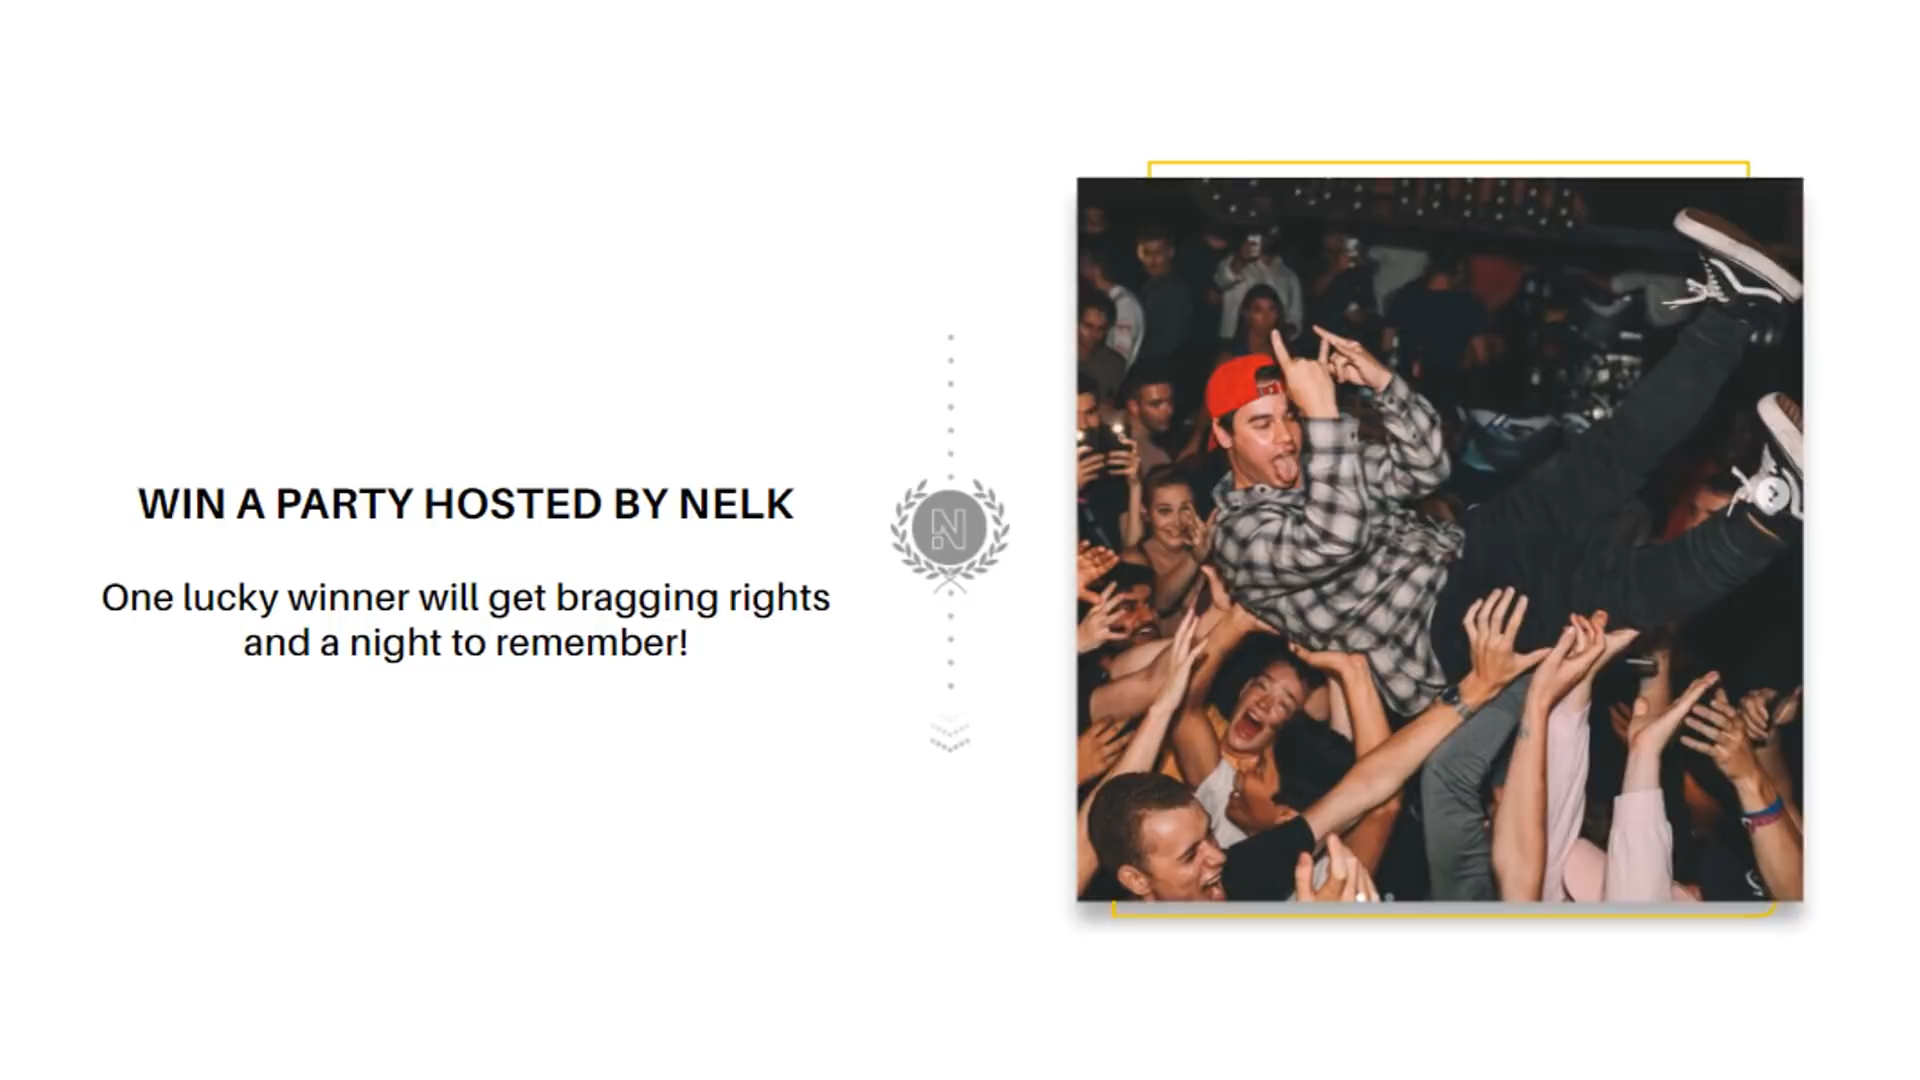 WIN A PARTY HOSTED BY NELK
One lucky winner will get bragging rights
and a night to remember!
N